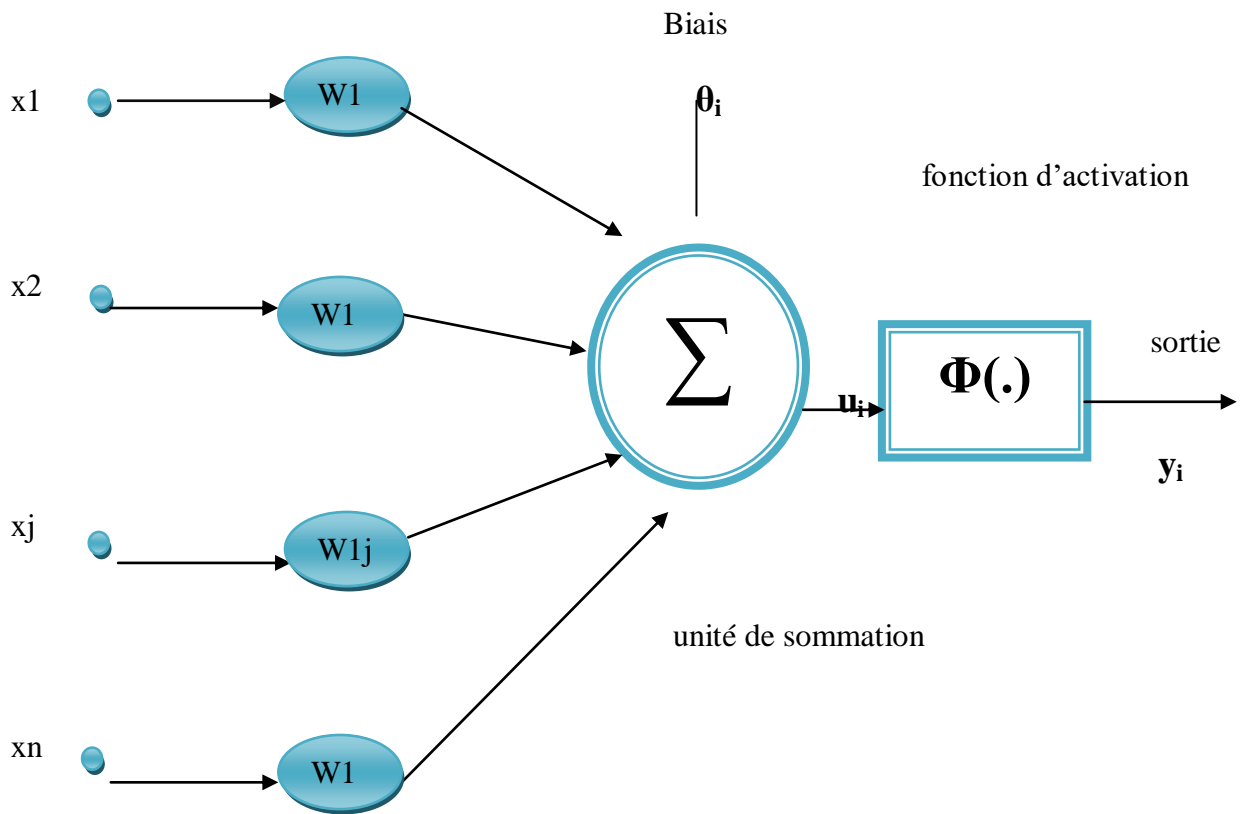 Biais
x1
W1
θi
fonction d’activation
x2
W1
∑
Φ(.)
sortie
ui
yi
xj
W1j
unité de sommation
xn
W1